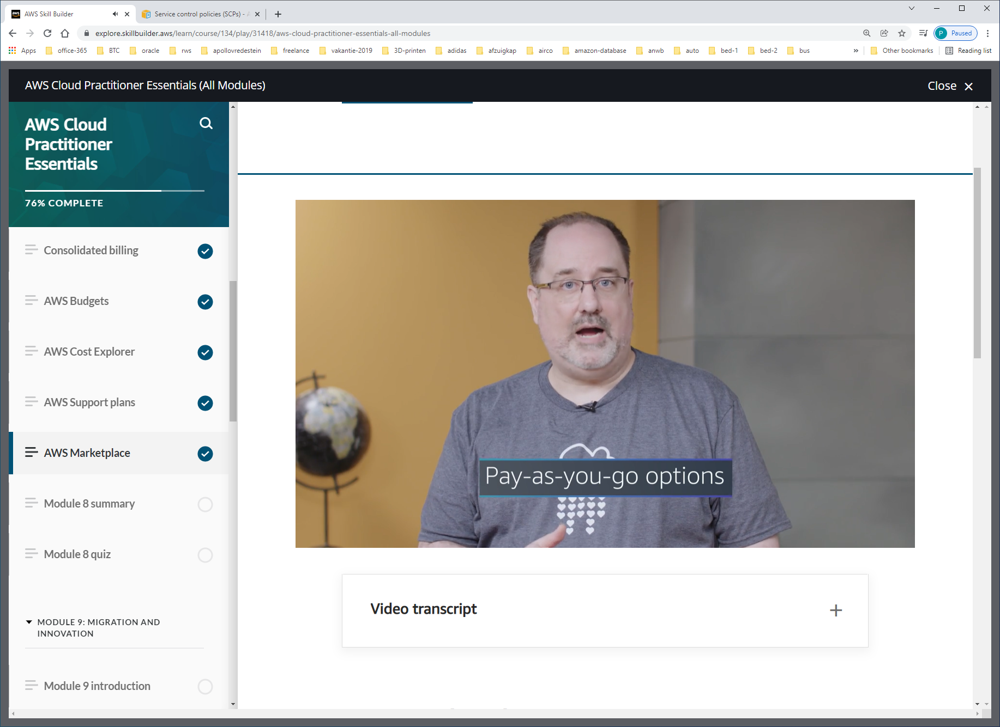 aws AWS Skill Builder
Service control policies (SCPs) -
explore.skillbuilder.aws/learn/course/134/play/31418/aws-cloud-practitioner-essentials-all-modules
P Paused
Apps office-365 BTC oracle rws apollovredestein freelance vakantie-2019 3D-printen adidas afzuigkap airco amazon-database anwb auto bed-1 bed-2 bus » Other bookmarks Reading list
AWS Cloud Practitioner Essentials (All Modules)
Close
AWS Cloud
Practitioner
Essentials
76% COMPLETE
Consolidated billing
AWS Budgets
AWS Cost Explorer
AWS Support plans
AWS Marketplace
Module 8 summary
Module 8 quiz
MODULE 9: MIGRATION AND
INNOVATION
Module 9 introduction
Pay-as-you-go options
Video transcript